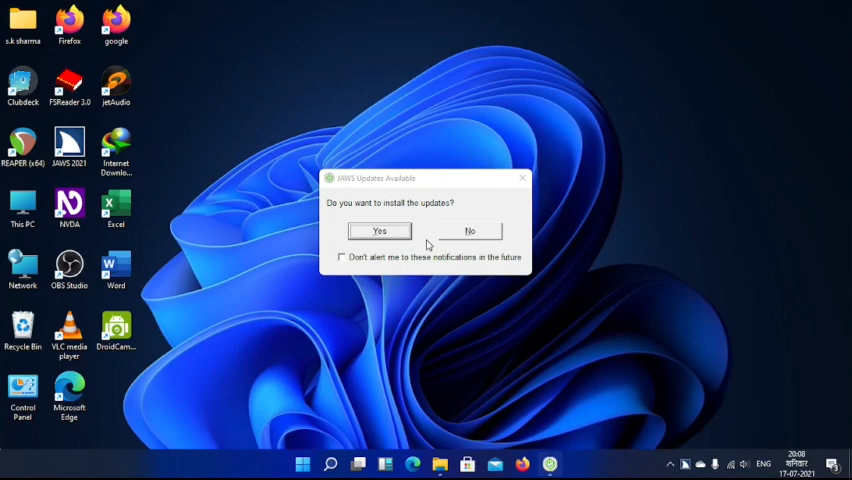 s.k sharma
Firefox
google
Clubdeck
FSReader 3.0
jetAudio
REAPER (x64)
JAWS 2021
Internet
Downlo...
This PC
NVDA
Excel
Network
OBS Studio
Word
Recycle Bin
VLC media
player
DroidCam...
Control
Panel
Microsoft
Edge
JAWS Updates Available
Do you want to install the updates?
Yes
No
Don't alert me to these notifications in the future
ENG
20:08
शनिवार
17-07-2021
3